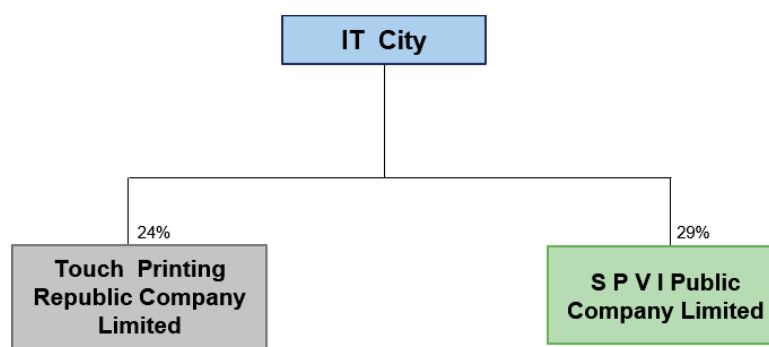 IT City
24%
29%
Touch Printing
Republic Company
Limited
S P V I Public
Company Limited